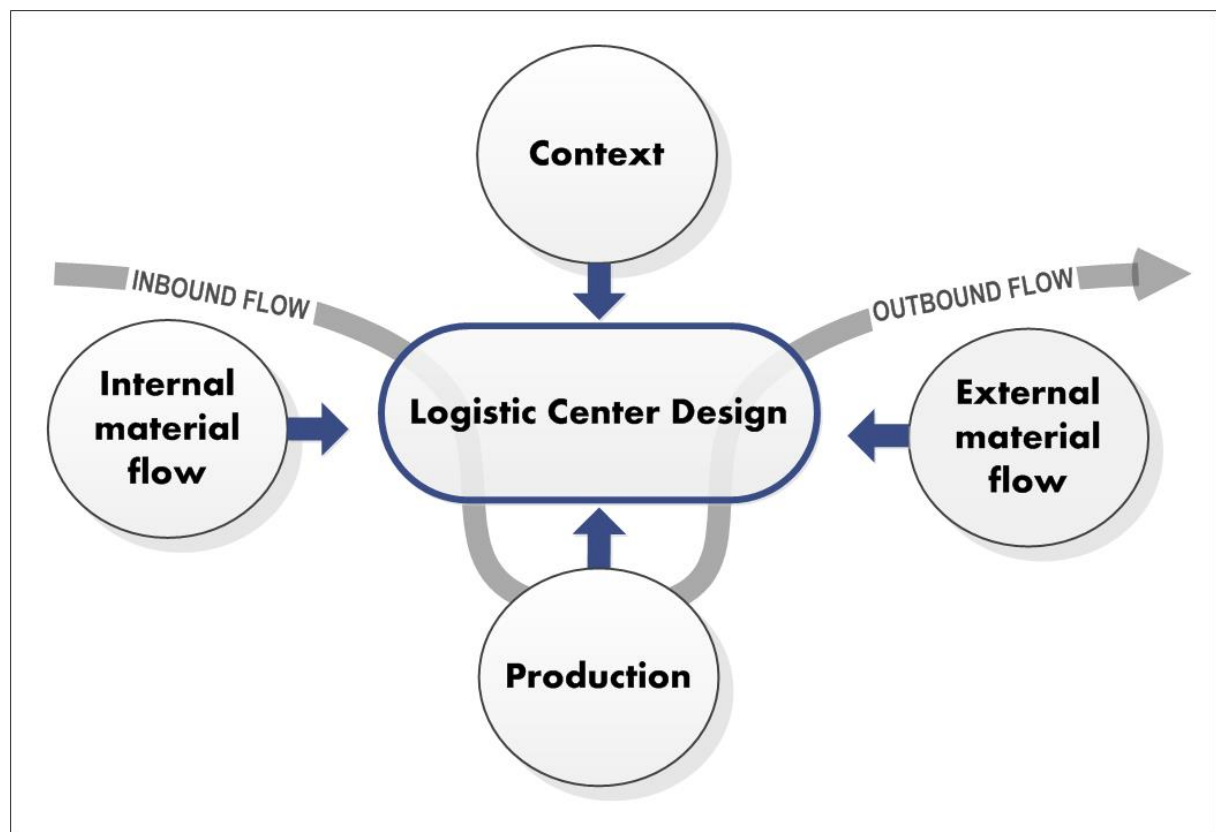 Context
INBOUND FLOW
OUTBOUND FLOW
Internal
material
flow
Logistic Center Design
External
material
flow
Production